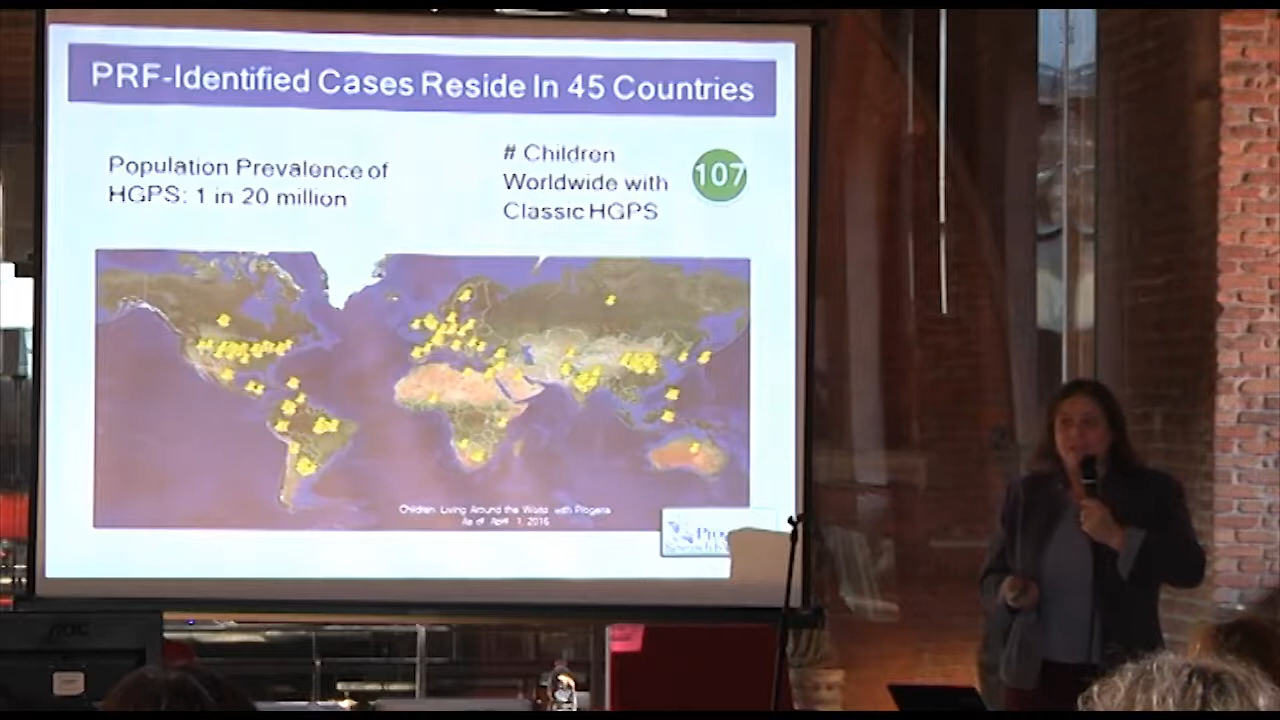 PRF-Identified Cases Reside In 45 Countries
Population Prevalence of
HGPS: 1 in 20 million
# Children
Worldwide with
Classic HGPS
107
Children Living Around the World with Progeria
As of April 1, 2016
AOC